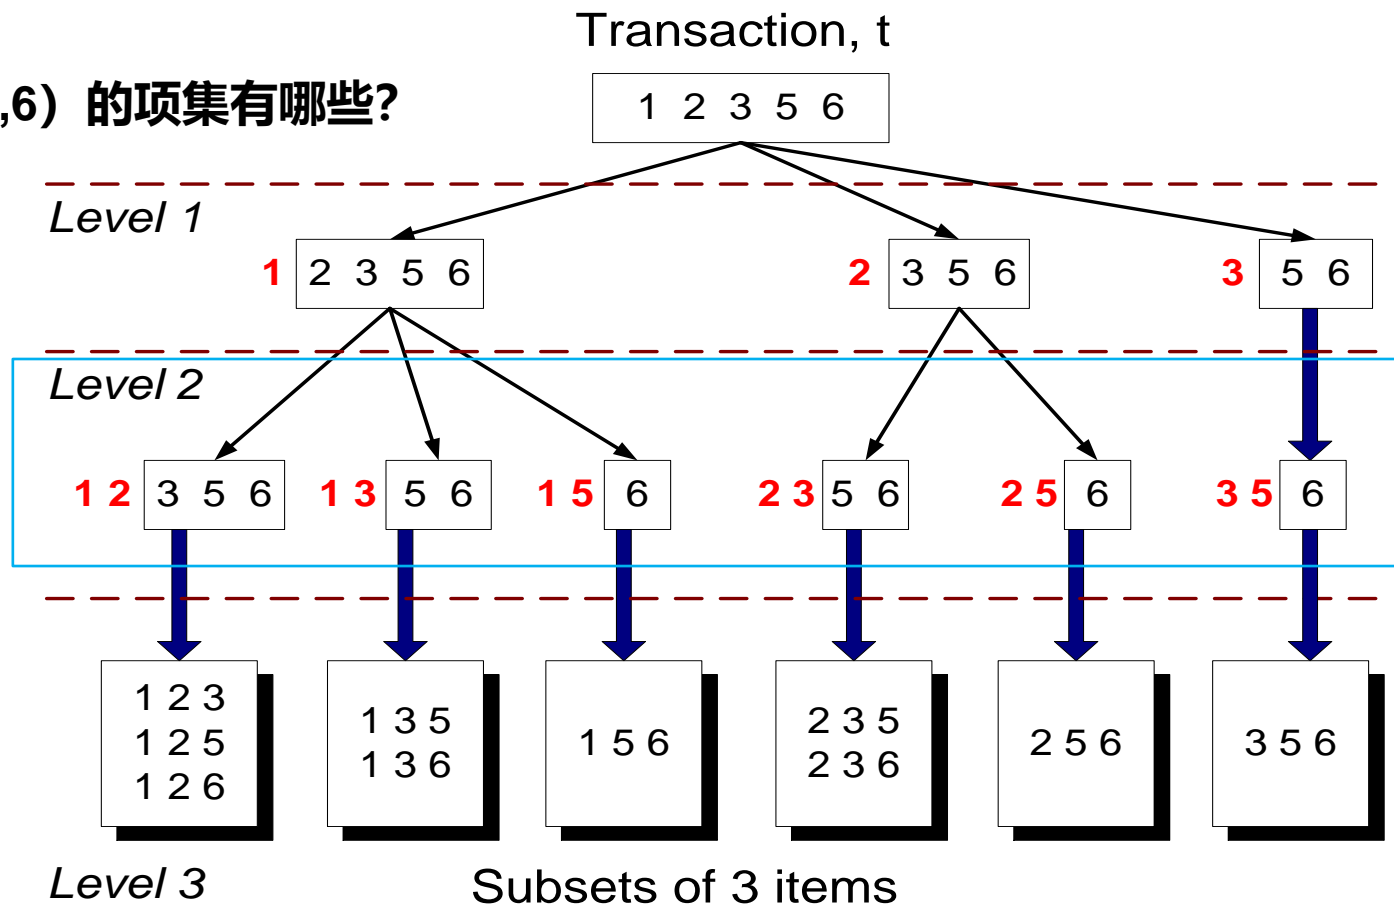 Transaction, t
,6）的项集有哪些？
1 2 3 5 6
Level 1
1 2 3 5 6
2 3 5 6
3 5 6
Level 2
1 2 3 5 6
1 3 5 6
1 5 6
2 3 5 6
2 5 6
3 5 6
1 2 3
1 2 5
1 2 6
1 3 5
1 3 6
1 5 6
2 3 5
2 3 6
2 5 6
3 5 6
Level 3
Subsets of 3 items